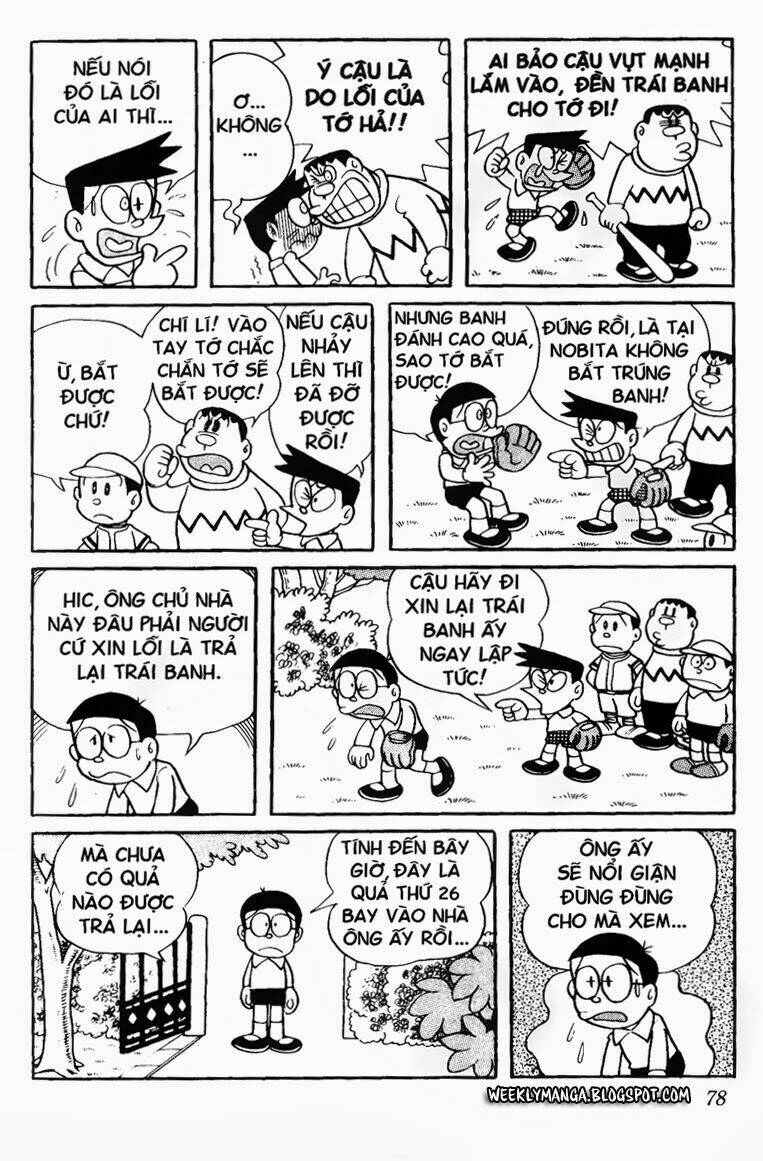 AI BẢO CẬU VỤT MẠNH
LẮM VÀO, ĐỀN TRÁI BANH
CHO TỚ ĐI!
Ý CẬU LÀ
DO LỖI CỦA
TỚ HẢ!!
Ơ...
KHÔNG
...
NẾU NÓI
ĐÓ LÀ LỖI
CỦA AI THÌ...
ĐÚNG RỒI, LÀ TẠI
NOBITA KHÔNG
BẮT TRÚNG
BANH!
NHƯNG BANH
ĐÁNH CAO QUÁ,
SAO TỚ BẮT
ĐƯỢC!
NẾU CẬU
NHẢY
LÊN THÌ
ĐÃ ĐỠ
ĐƯỢC
RỒI!
CHÍ LÍ! VÀO
TAY TỚ CHẮC
CHẮN TỚ SẼ
BẮT ĐƯỢC!
Ừ, BẮT
ĐƯỢC
CHỨ!
CẬU HÃY ĐI
XIN LẠI TRÁI
BANH ẤY
NGAY LẬP
TỨC!
HIC, ÔNG CHỦ NHÀ
NÀY ĐÂU PHẢI NGƯỜI
CỨ XIN LỖI LÀ TRẢ
LẠI TRÁI BANH.
ÔNG ẤY
SẼ NỔI GIẬN
ĐÙNG ĐÙNG
CHO MÀ XEM...
TÍNH ĐẾN BÂY
GIỜ, ĐÂY LÀ
QUẢ THỨ 26
BAY VÀO NHÀ
ÔNG ẤY RỒI...
MÀ CHƯA
CÓ QUẢ
NÀO ĐƯỢC
TRẢ LẠI...
WEEKLYMANGA.BLOGSPOT.COM
78